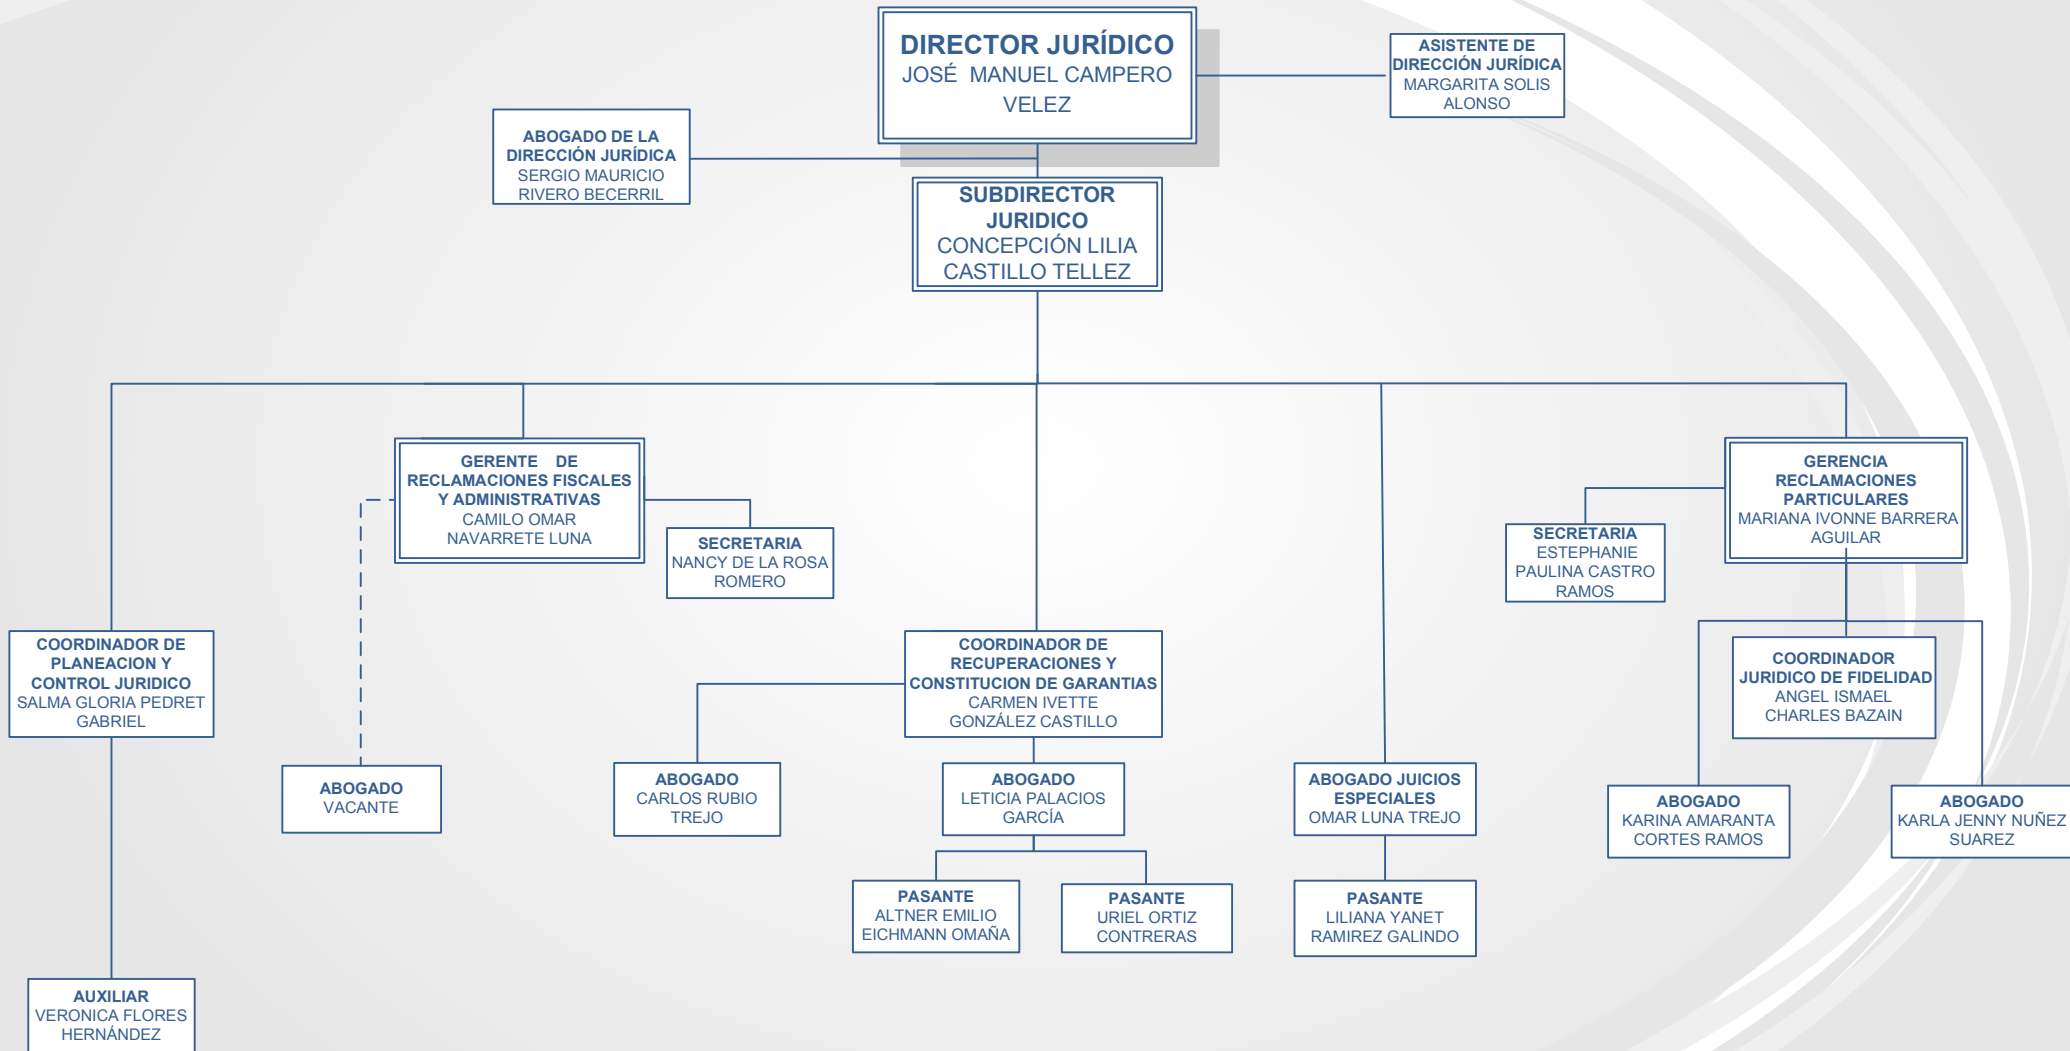 DIRECTOR JURÍDICO
JOSÉ  MANUEL CAMPERO
VELEZ
ASISTENTE DE
DIRECCIÓN JURÍDICA
MARGARITA SOLIS
ALONSO
ABOGADO DE LA
DIRECCIÓN JURÍDICA
SERGIO MAURICIO
RIVERO BECERRIL
SUBDIRECTOR
JURIDICO
CONCEPCIÓN LILIA
CASTILLO TELLEZ
GERENTE    DE
RECLAMACIONES FISCALES
Y ADMINISTRATIVAS
CAMILO OMAR
NAVARRETE LUNA
SECRETARIA
NANCY DE LA ROSA
ROMERO
GERENCIA
RECLAMACIONES
PARTICULARES
MARIANA IVONNE BARRERA
AGUILAR
SECRETARIA
ESTEPHANIE
PAULINA CASTRO
RAMOS
COORDINADOR DE
PLANEACION Y
CONTROL JURIDICO
SALMA GLORIA PEDRET
GABRIEL
COORDINADOR DE
RECUPERACIONES Y
CONSTITUCION DE GARANTIAS
CARMEN IVETTE
GONZÁLEZ CASTILLO
COORDINADOR
JURIDICO DE FIDELIDAD
ANGEL ISMAEL
CHARLES BAZAIN
ABOGADO
VACANTE
ABOGADO
CARLOS RUBIO
TREJO
ABOGADO
LETICIA PALACIOS
GARCÍA
ABOGADO JUICIOS
ESPECIALES
OMAR LUNA TREJO
ABOGADO
KARINA AMARANTA
CORTES RAMOS
ABOGADO
KARLA JENNY NUÑEZ
SUAREZ
PASANTE
ALTNER EMILIO
EICHMANN OMAÑA
PASANTE
URIEL ORTIZ
CONTRERAS
PASANTE
LILIANA YANET
RAMIREZ GALINDO
AUXILIAR
VERONICA FLORES
HERNÁNDEZ